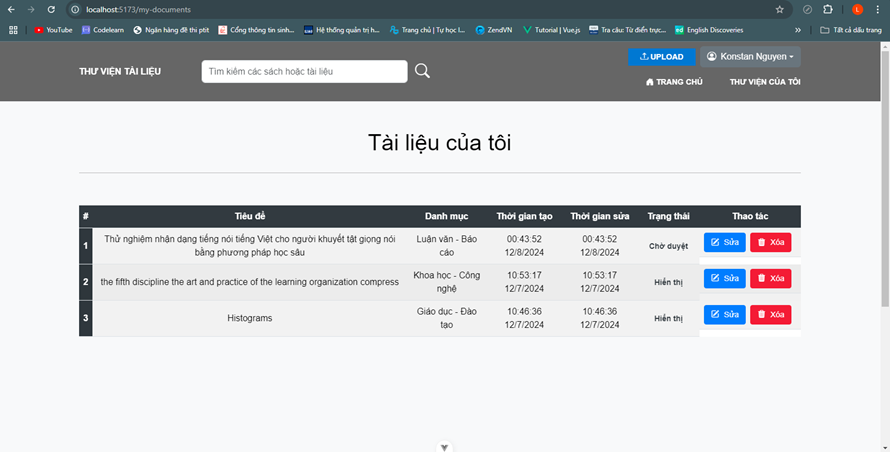 localhost:5173/my-documents
L
YouTube
Codelearn
Ngân hàng đề thi ptit
Cổng thông tin sinh...
Hệ thống quản trị h...
Trang chủ | Tự học l...
ZendVN
Tutorial | Vue.js
Tra câu: Từ điển trực...
English Discoveries
»
Tất cả dấu trang
THƯ VIỆN TÀI LIỆU
Tìm kiếm các sách hoặc tài liệu
UPLOAD
Konstan Nguyen
TRANG CHỦ
THƯ VIỆN CỦA TÔI
Tài liệu của tôi
# Tiêu đề Danh mục Thời gian tạo Thời gian sửa Trạng thái Thao tác
1
Thử nghiệm nhận dạng tiếng nói tiếng Việt cho người khuyết tật giọng nói
bằng phương pháp học sâu
Luận văn - Báo
cáo
00:43:52
12/8/2024
00:43:52
12/8/2024
Chờ duyệt
Sửa
Xóa
2
the fifth discipline the art and practice of the learning organization compress
Khoa học - Công
nghệ
10:53:17
12/7/2024
10:53:17
12/7/2024
Hiển thị
Sửa
Xóa
3
Histograms
Giáo dục - Đào
tạo
10:46:36
12/7/2024
10:46:36
12/7/2024
Hiển thị
Sửa
Xóa